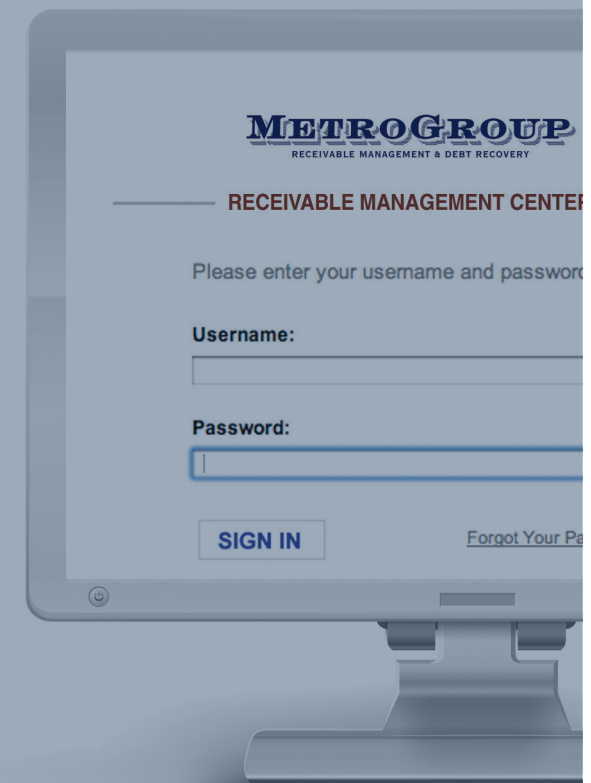 METROGROUP
RECEIVABLE MANAGEMENT & DEBT RECOVERY
RECEIVABLE MANAGEMENT CENTER
Please enter your username and password
Username:
Password:
SIGN IN
Forgot Your Pa